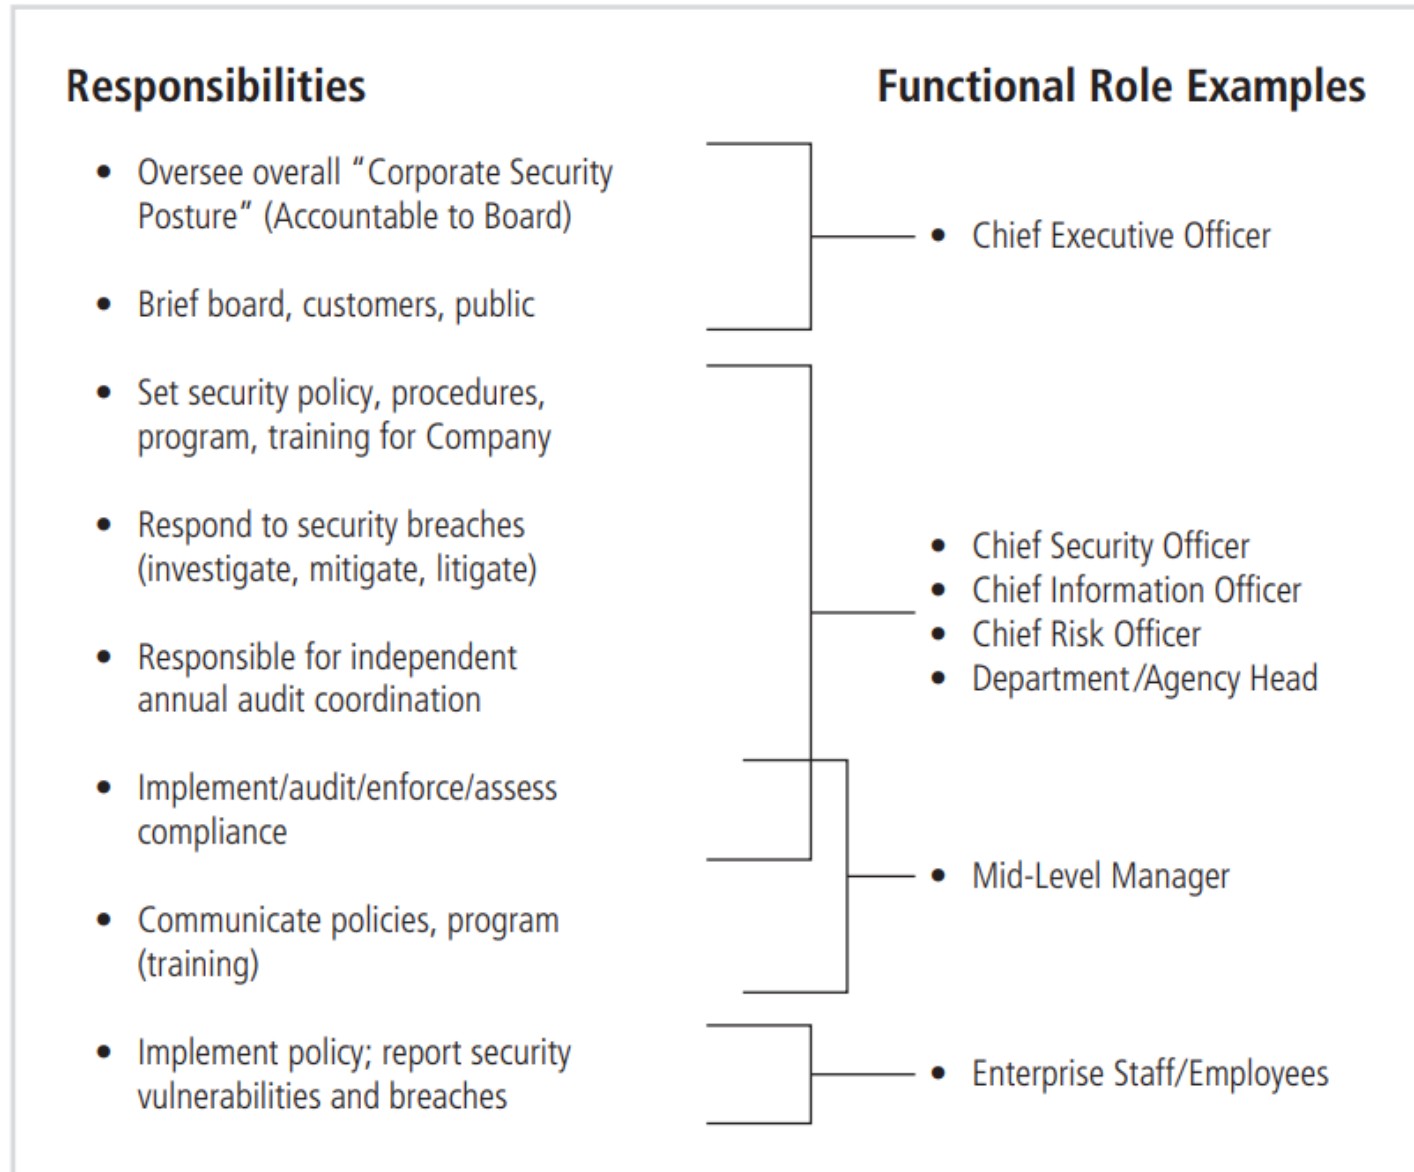 Responsibilities
Functional Role Examples
• Oversee overall “Corporate Security
Posture” (Accountable to Board)
• Brief board, customers, public
• Chief Executive Officer
• Set security policy, procedures,
program, training for Company
• Respond to security breaches
(investigate, mitigate, litigate)
• Responsible for independent
annual audit coordination
• Implement/audit/enforce/assess
compliance
• Chief Security Officer
• Chief Information Officer
• Chief Risk Officer
• Department/Agency Head
• Communicate policies, program
(training)
• Mid-Level Manager
• Implement policy; report security
vulnerabilities and breaches
• Enterprise Staff/Employees